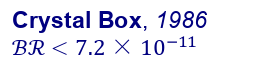 Crystal Box, 1986
ℬℛ < 7.2 × 10⁻¹¹